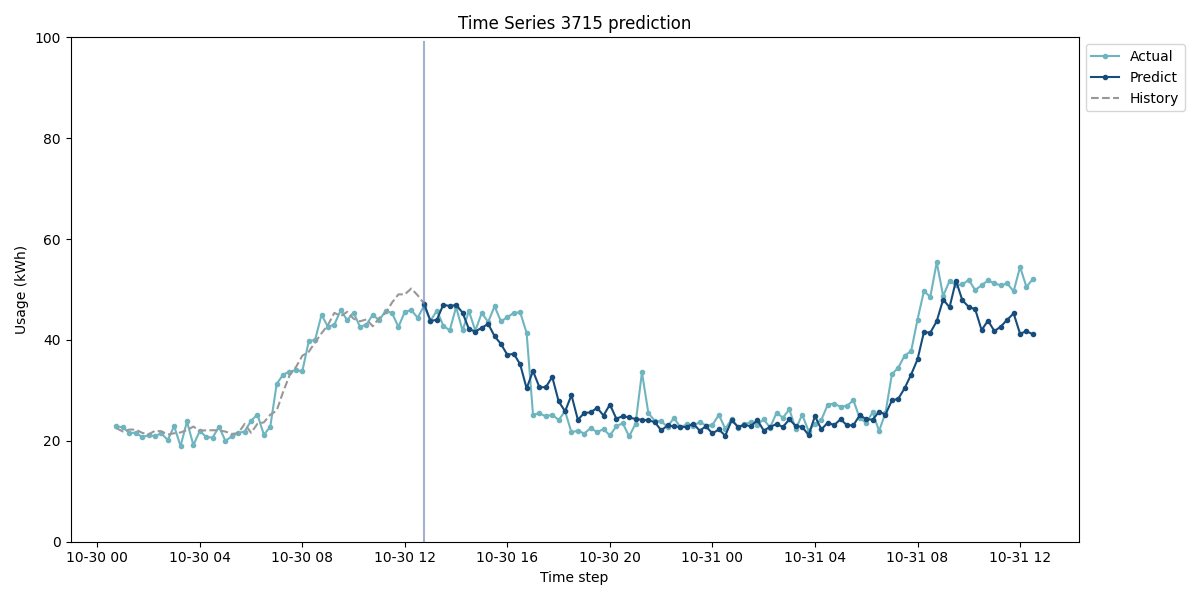 Time Series 3715 prediction
100
80
60
40
20
0
Usage (kWh)
10-30 00
10-30 04
10-30 08
10-30 12
10-30 16
10-30 20
10-31 00
10-31 04
10-31 08
10-31 12
Time step
Actual
Predict
History